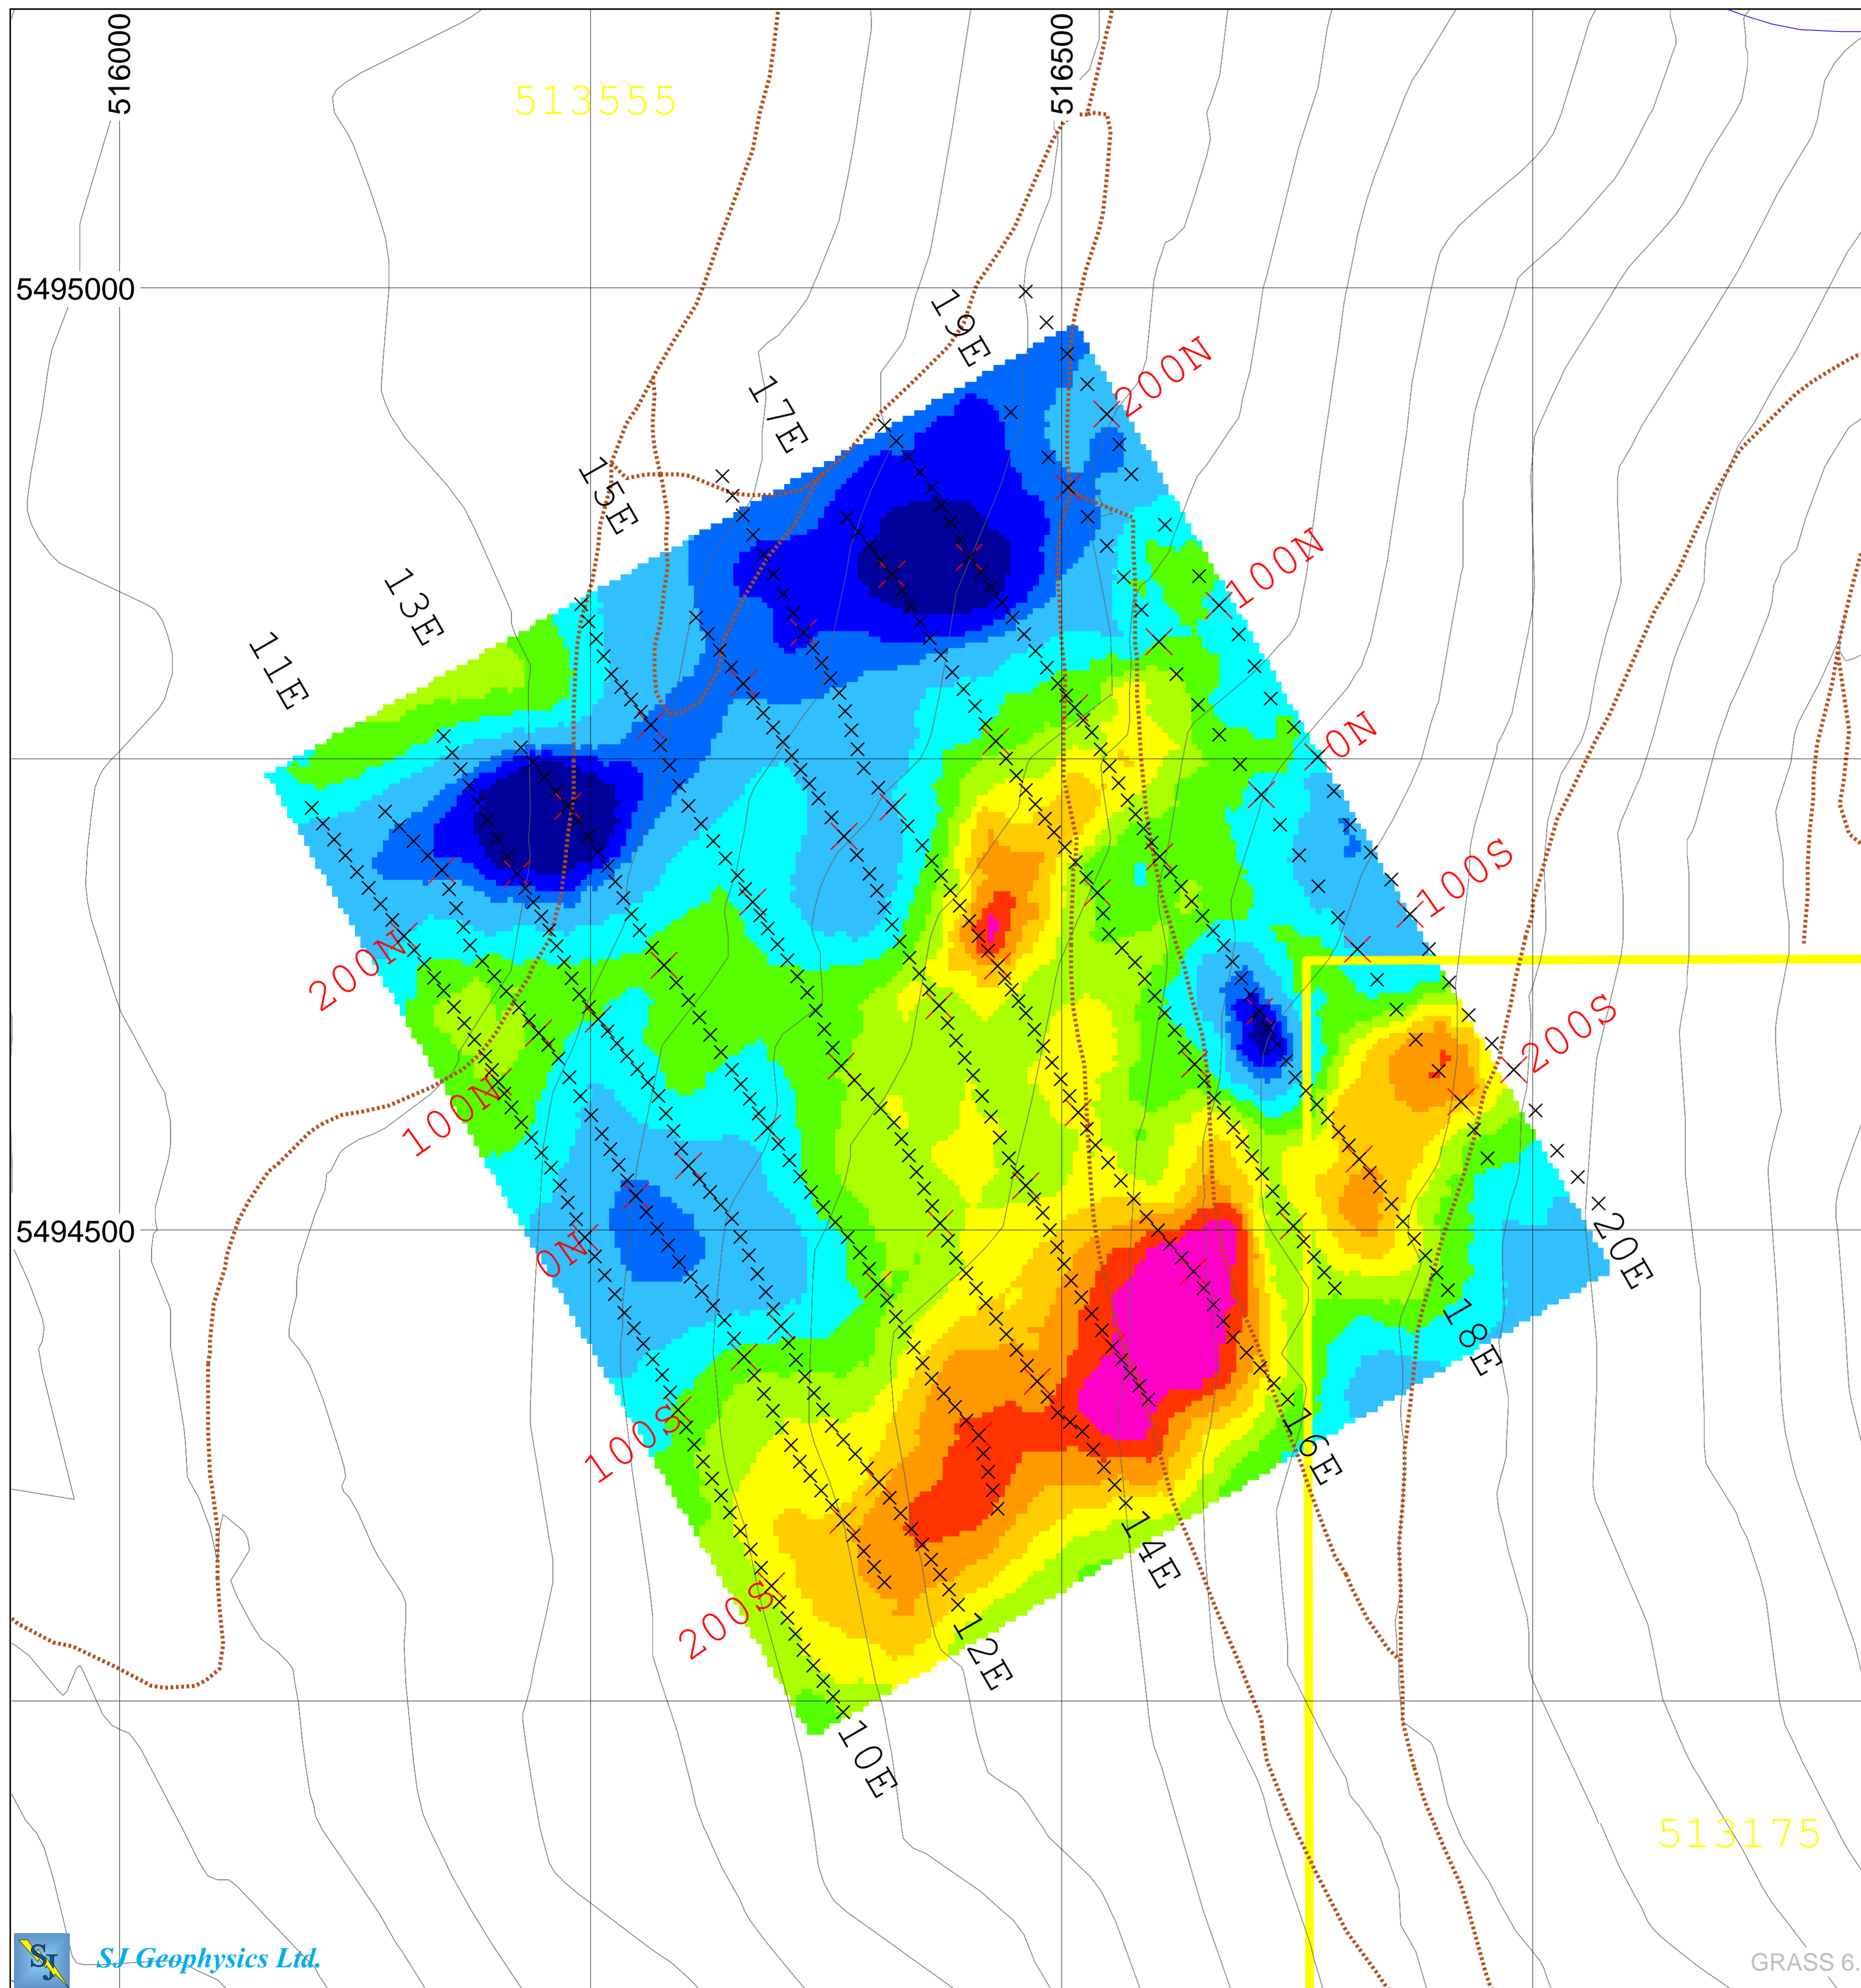 516000
516500
513555
5495000
19E
200N
17E
15E
100N
13E
11E
0N
100S
200N
200S
100N
5494500
0N
20E
18E
100S
16E
14E
200S
12E
10E
513175
SJ
SJ Geophysics Ltd.
GRASS 6.